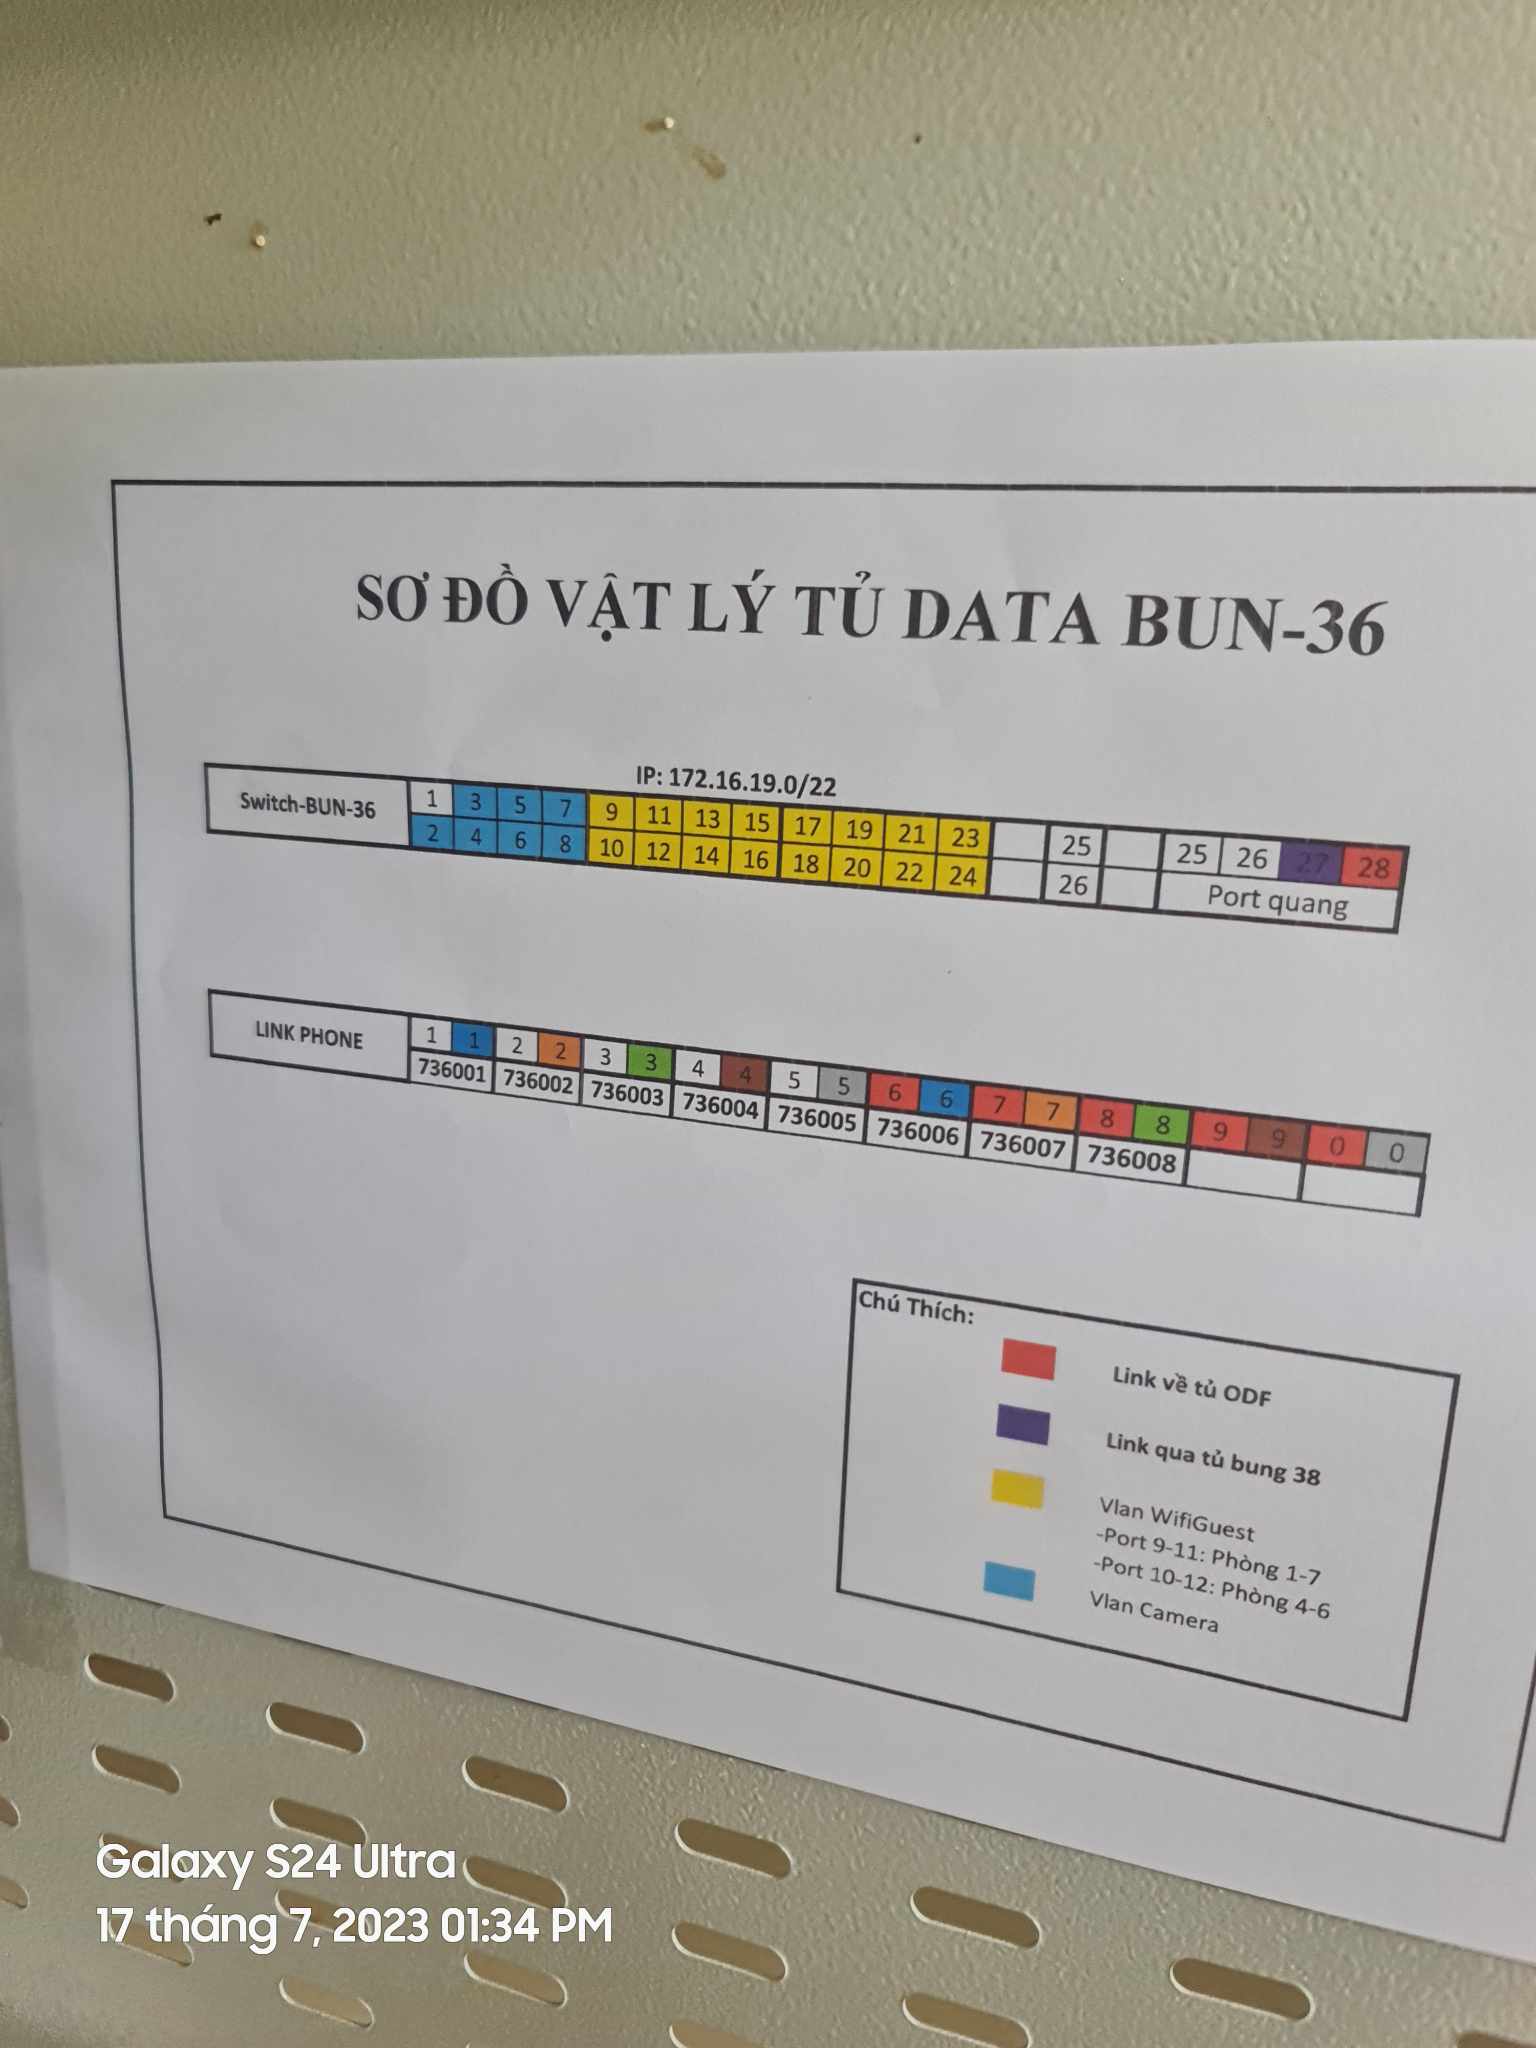 SƠ ĐỒ VẬT LÝ TỦ DATA BUN-36
IP: 172.16.19.0/22
Switch-BUN-36
1 3 5 7 9 11 13 15 17 19 21 23 25 25 26 27 28
2 4 6 8 10 12 14 16 18 20 22 24 26 Port quang
LINK PHONE
1 1 2 2 3 3 4 4 5 5 6 6 7 7 8 8 9 9 0 0
736001 736002 736003 736004 736005 736006 736007 736008
Chú Thích:
Link về tủ ODF
Link qua tủ bung 38
Vlan WifiGuest
-Port 9-11: Phòng 1-7
-Port 10-12: Phòng 4-6
Vlan Camera
Galaxy S24 Ultra
17 tháng 7, 2023 01:34 PM